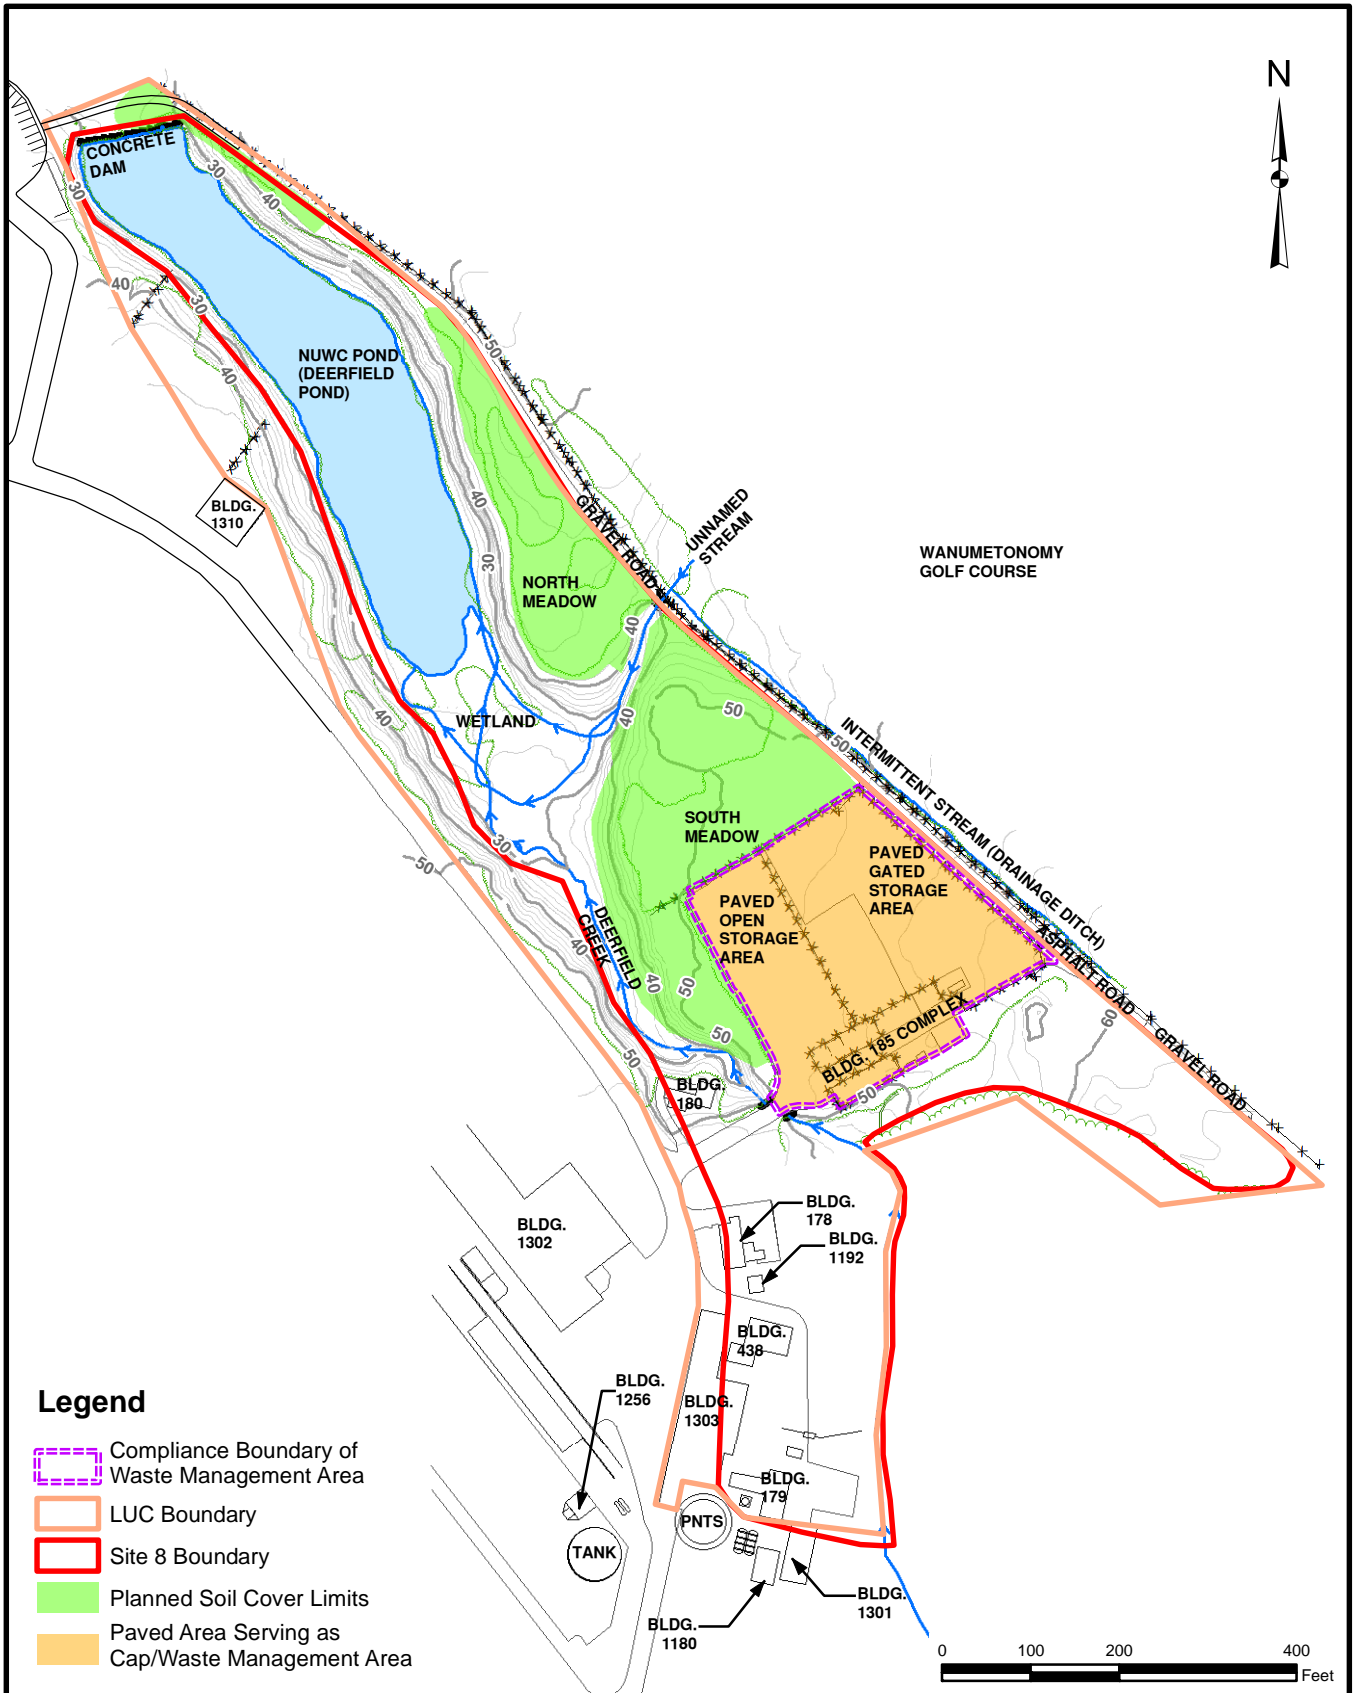 N
CONCRETE
DAM
30
30
40
40
30
40
50
NUWC POND
(DEERFIELD
POND)
BLDG.
1310
40
30
GRAVEL ROAD
UNNAMED
STREAM
WANUMETONOMY
GOLF COURSE
NORTH
MEADOW
40
40
50
50
WETLAND
40
30
50
INTERMITTENT STREAM (DRAINAGE DITCH)
SOUTH
MEADOW
PAVED
GATED
STORAGE
AREA
PAVED
OPEN
STORAGE
AREA
DEERFIELD
CREEK
40
40
50
50
50
BLDG. 185 COMPLEX
50
60
ASPHALT ROAD
GRAVEL ROAD
BLDG.
180
BLDG.
178
BLDG.
1192
BLDG.
1302
BLDG.
438
BLDG.
1256
BLDG.
1303
BLDG.
179
PNTS
TANK
BLDG.
1301
BLDG.
1180
Legend
Compliance Boundary of
Waste Management Area
LUC Boundary
Site 8 Boundary
Planned Soil Cover Limits
Paved Area Serving as
Cap/Waste Management Area
0 100 200 400
Feet